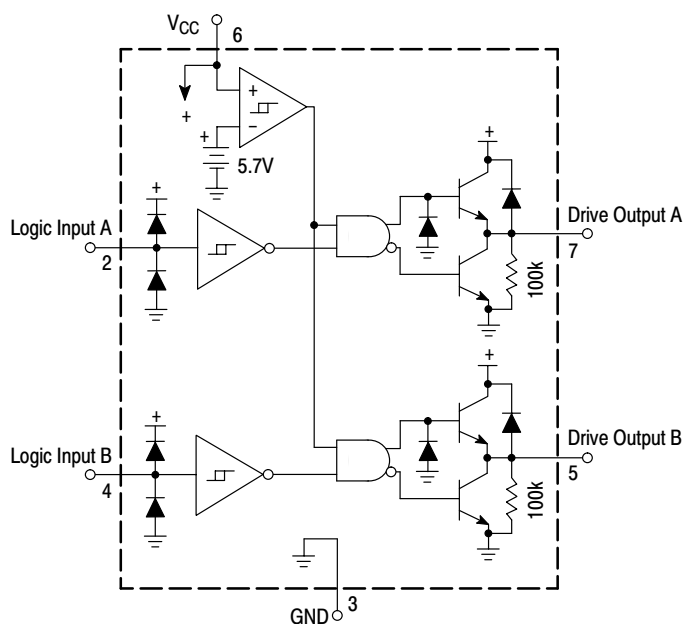 VCC
6
+
+
−
+
5.7V
+
+
Logic Input A
2
Drive Output A
7
100k
+
+
Logic Input B
4
Drive Output B
5
100k
3
GND